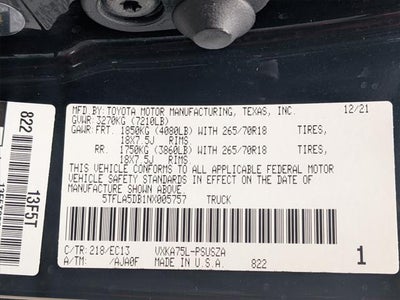 MFD.BY:TOYOTA MOTOR MANUFACTURING, TEXAS, INC. 12/21
GVWR 3270KG (7210LB)
GAWR:FRT. 1850KG (4080LB) WITH 265/70R18 TIRES,
18X7.5J RIMS
RR. 1750KG (3860LB) WITH 265/70R18 TIRES,
18X7.5J RIMS
THIS VEHICLE CONFORMS TO ALL APPLICABLE FEDERAL MOTOR
VEHICLE SAFETY STANDARDS IN EFFECT ON THE DATE OF
MANUFACTURE SHOWN ABOVE.
5TFLA5DB1NX005757 TRUCK
C/TR:218/EC13 VXKA75L-PSUSZA
A/TM: /AJA0F MADE IN U.S.A. 822 1
822
13F5T